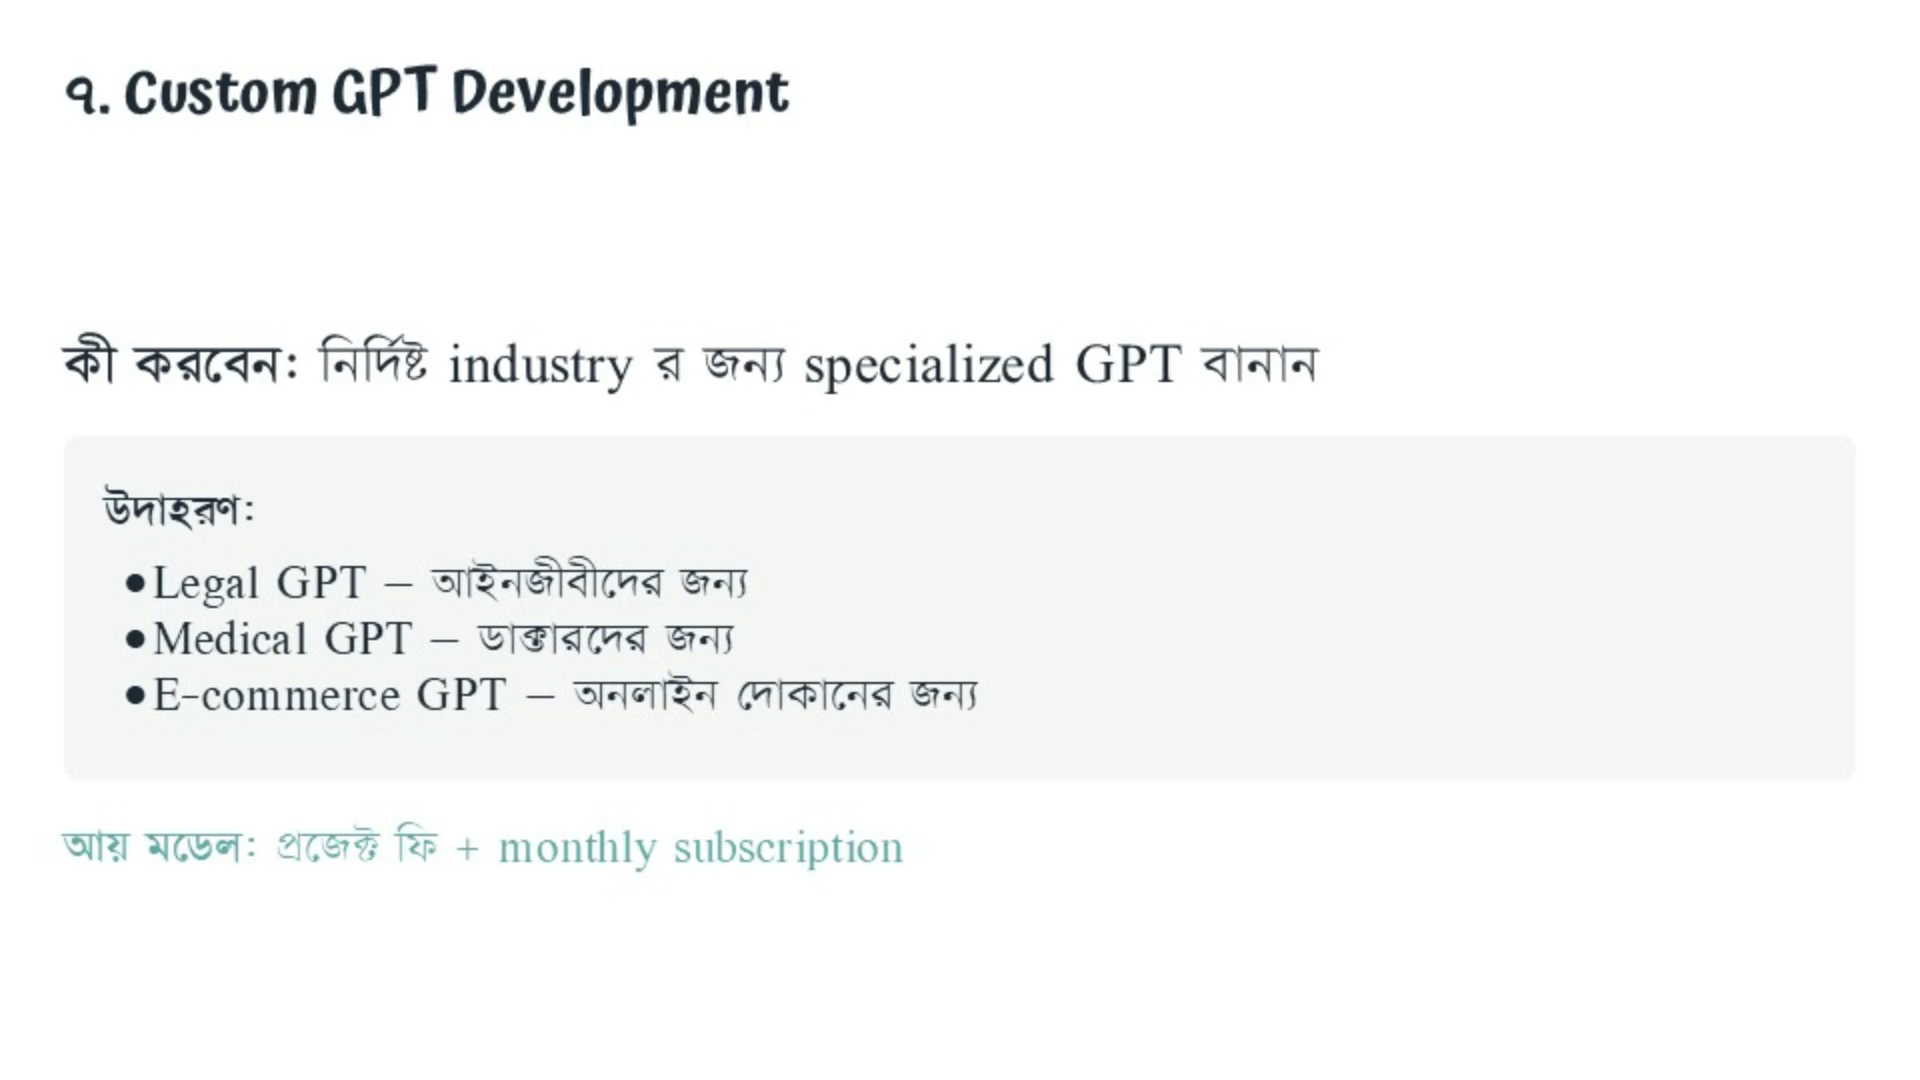 ৭. Custom GPT Development
কী করবেন: নির্দিষ্ট industry র জন্য specialized GPT বানান
উদাহরণ:
●Legal GPT – আইনজীবীদের জন্য
●Medical GPT – ডাক্তারদের জন্য
●E-commerce GPT – অনলাইন দোকানের জন্য
আয় মডেল: প্রজেক্ট ফি + monthly subscription